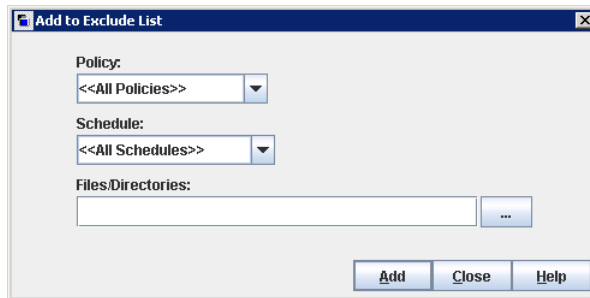 Add to Exclude List
Policy:
<<All Policies>>
Schedule:
<<All Schedules>>
Files/Directories:
...
Add Close Help